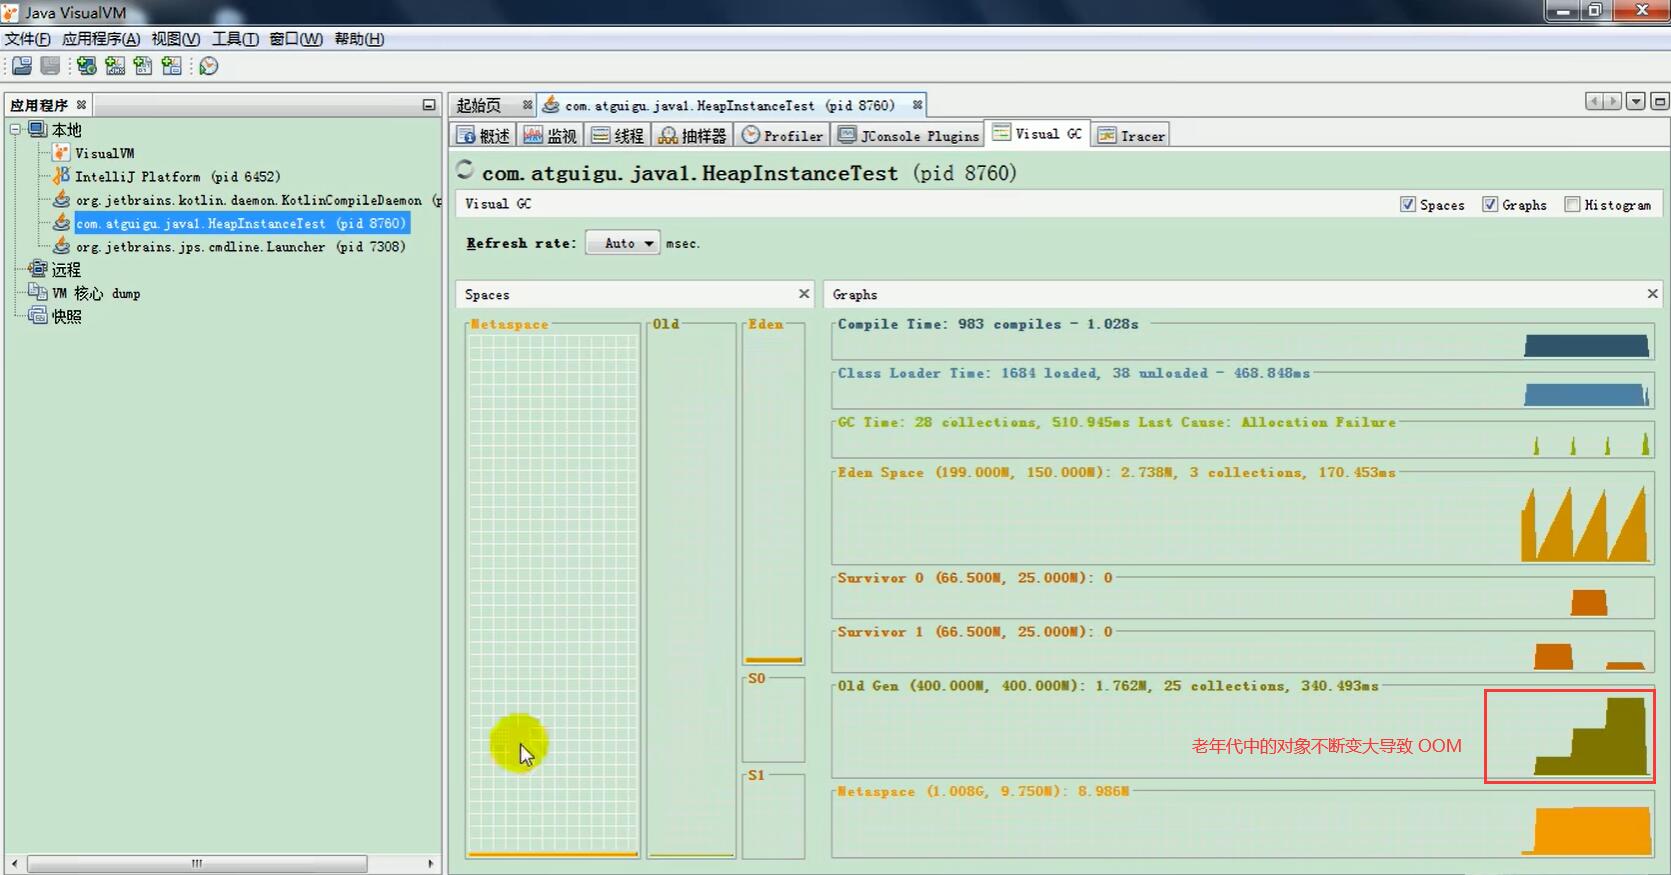 Java VisualVM
文件(F) 应用程序(A) 视图(V) 工具(T) 窗口(W) 帮助(H)
应用程序
本地
VisualVM
IntelliJ Platform (pid 6452)
org.jetbrains.kotlin.daemon.KotlinCompileDaemon (p
com.atguigu.java1.HeapInstanceTest (pid 8760)
org.jetbrains.jps.cmdline.Launcher (pid 7308)
远程
VM 核心 dump
快照
起始页 com.atguigu.java1.HeapInstanceTest (pid 8760)
概述 监视 线程 抽样器 Profiler JConsole Plugins Visual GC Tracer
com.atguigu.java1.HeapInstanceTest (pid 8760)
Visual GC
Spaces Graphs Histogram
Refresh rate: Auto msec.
Spaces
Metaspace Old Eden
S0
S1
Graphs
Compile Time: 983 compiles - 1.028s
Class Loader Time: 1684 loaded, 38 unloaded - 468.848ms
GC Time: 28 collections, 510.945ms Last Cause: Allocation Failure
Eden Space (199.000M, 150.000M): 2.738M, 3 collections, 170.453ms
Survivor 0 (66.500M, 25.000M): 0
Survivor 1 (66.500M, 25.000M): 0
Old Gen (400.000M, 400.000M): 1.762M, 25 collections, 340.493ms
老年代中的对象不断变大导致 OOM
Metaspace (1.008G, 9.750M): 8.986M